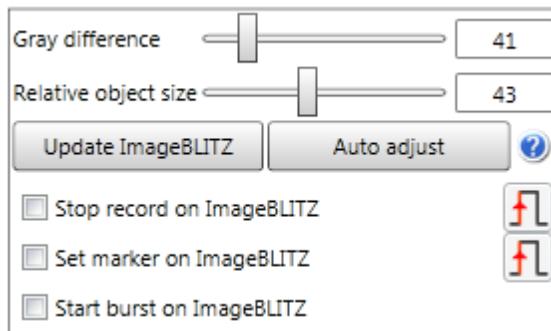 Gray difference 41
Relative object size 43
Update ImageBLITZ Auto adjust ?
Stop record on ImageBLITZ
Set marker on ImageBLITZ
Start burst on ImageBLITZ